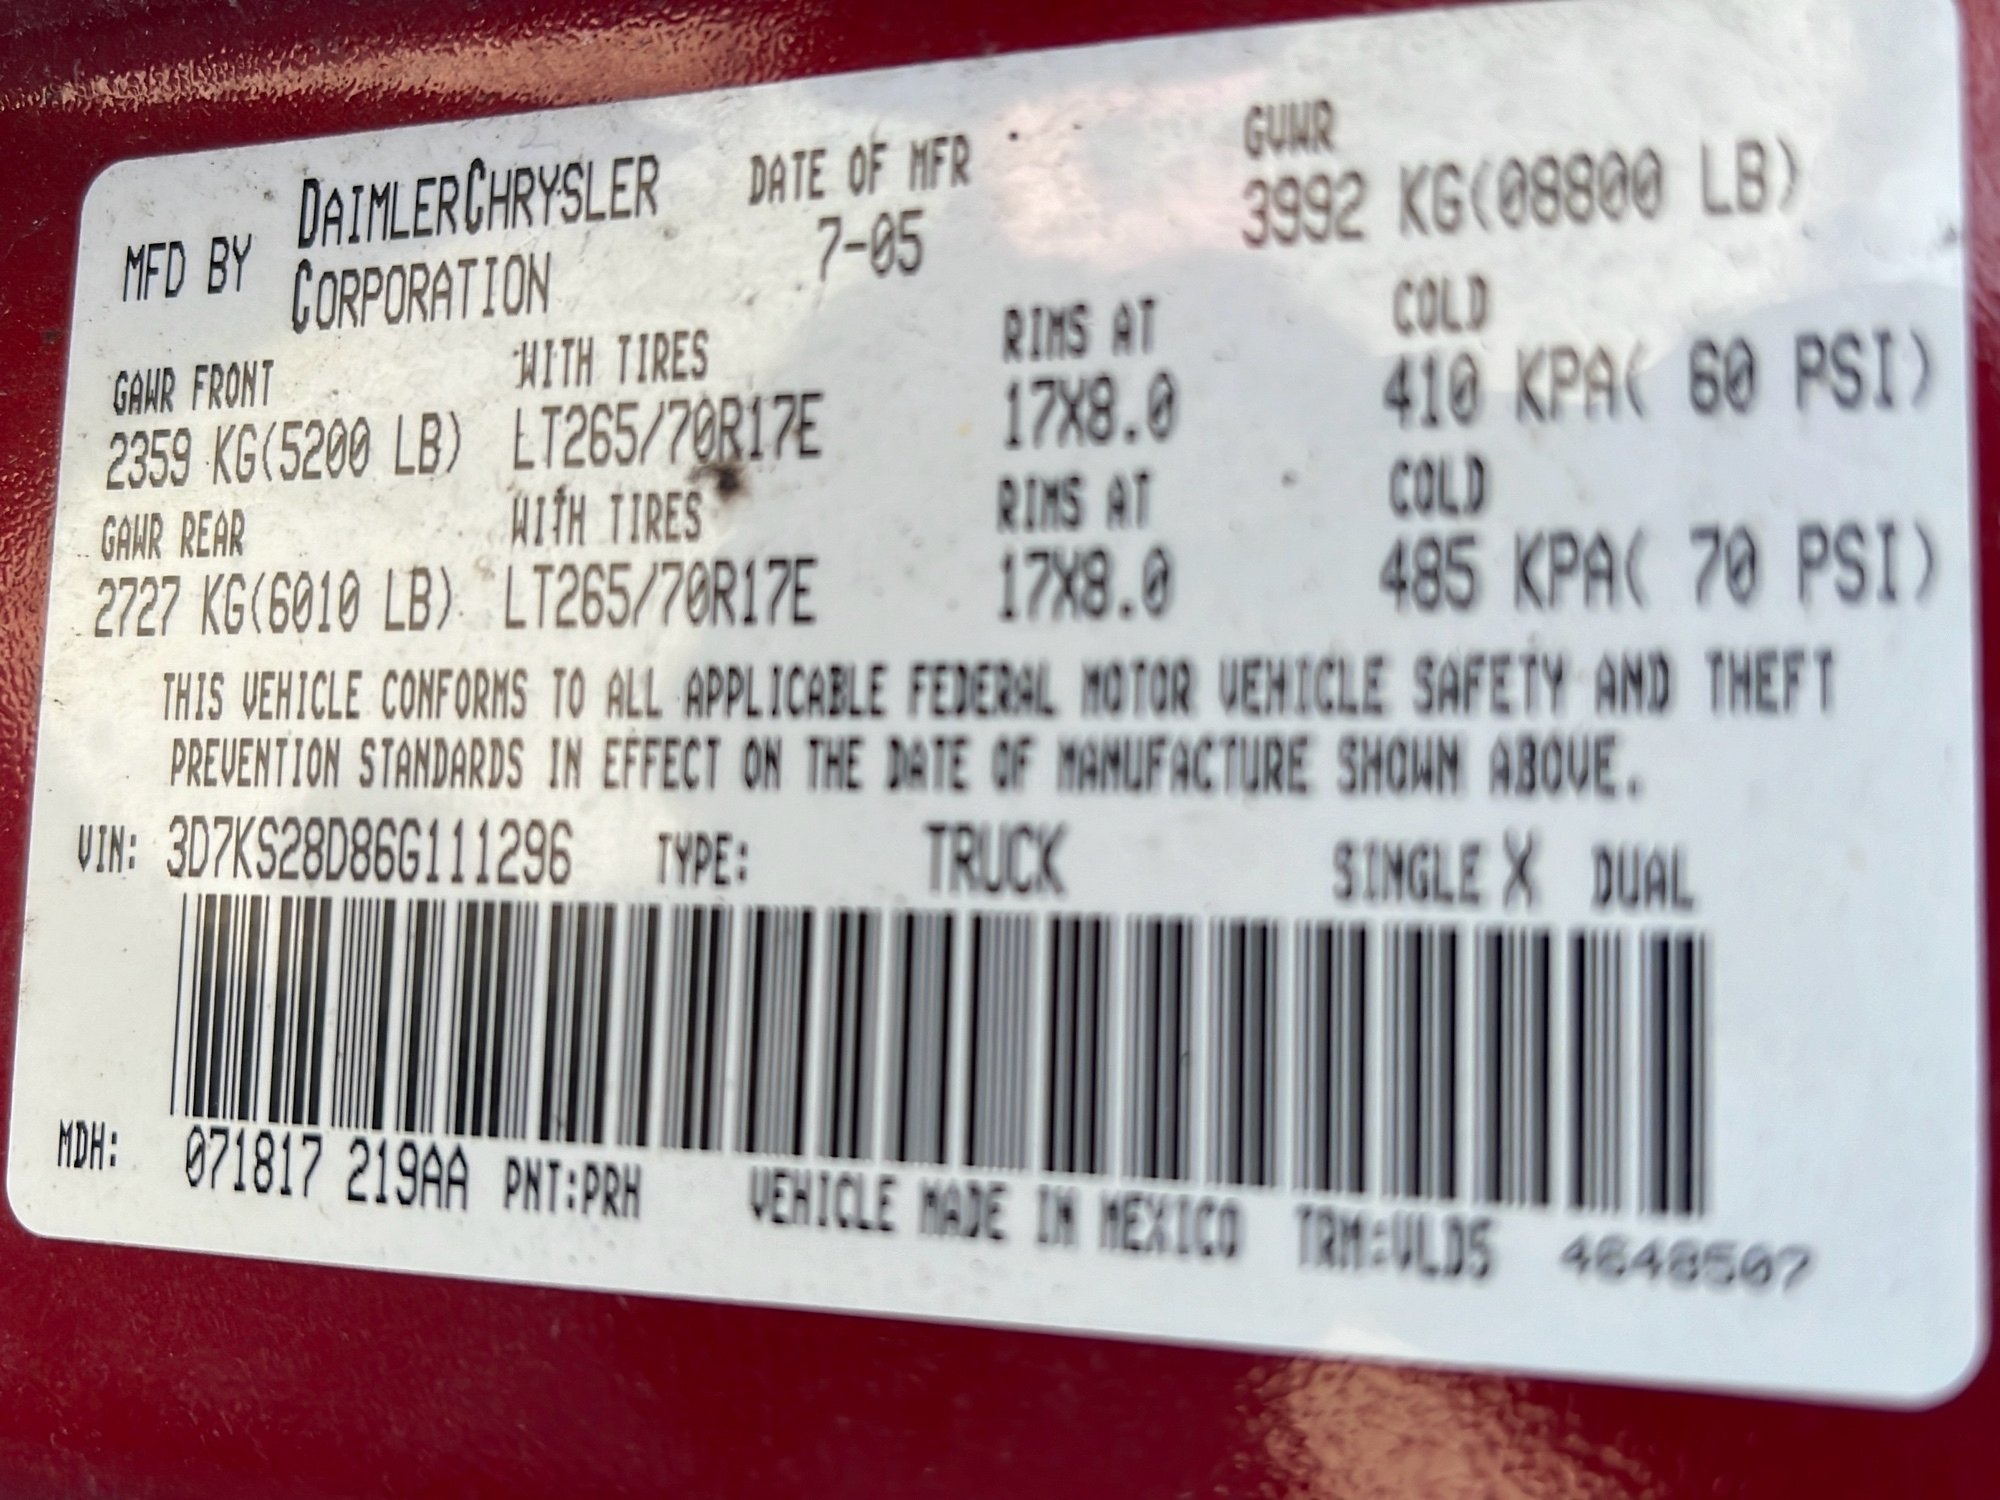 MFD BY DAIMLERCHRYSLER CORPORATION
DATE OF MFR
7-05
GVWR
3992 KG(08800 LB)
GAWR FRONT WITH TIRES RIMS AT COLD
2359 KG(5200 LB) LT265/70R17E 17X8.0 410 KPA( 60 PSI)
GAWR REAR WITH TIRES RIMS AT COLD
2727 KG(6010 LB) LT265/70R17E 17X8.0 485 KPA( 70 PSI)
THIS VEHICLE CONFORMS TO ALL APPLICABLE FEDERAL MOTOR VEHICLE SAFETY AND THEFT
PREVENTION STANDARDS IN EFFECT ON THE DATE OF MANUFACTURE SHOWN ABOVE.
VIN: 3D7KS28D86G111296 TYPE: TRUCK SINGLE X DUAL
MDH: 071817 219AA PNT:PRH VEHICLE MADE IN MEXICO TRM:VLD5 4648507